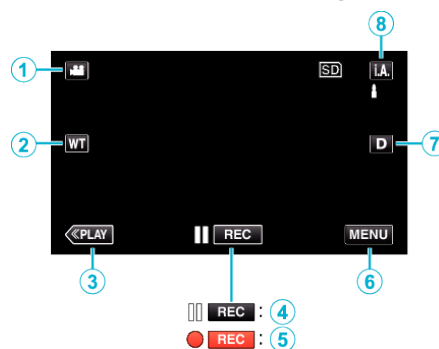 8
1 SD i.A.
2 WT D 7
≪PLAY REC MENU
3 6
REC : 4
REC : 5